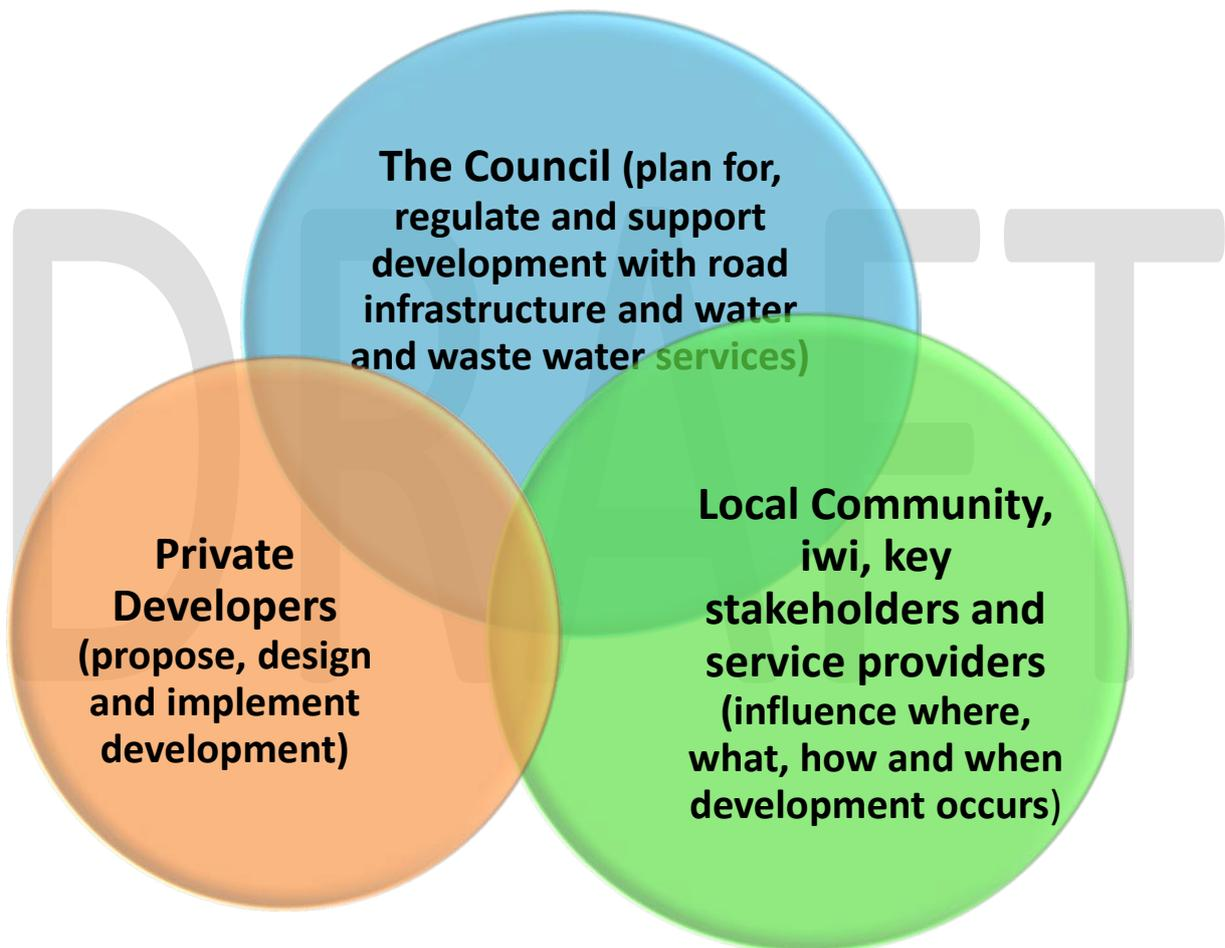 DRAFT
The Council (plan for,
regulate and support
development with road
infrastructure and water
and waste water services)
Private
Developers
(propose, design
and implement
development)
Local Community,
iwi, key
stakeholders and
service providers
(influence where,
what, how and when
development occurs)